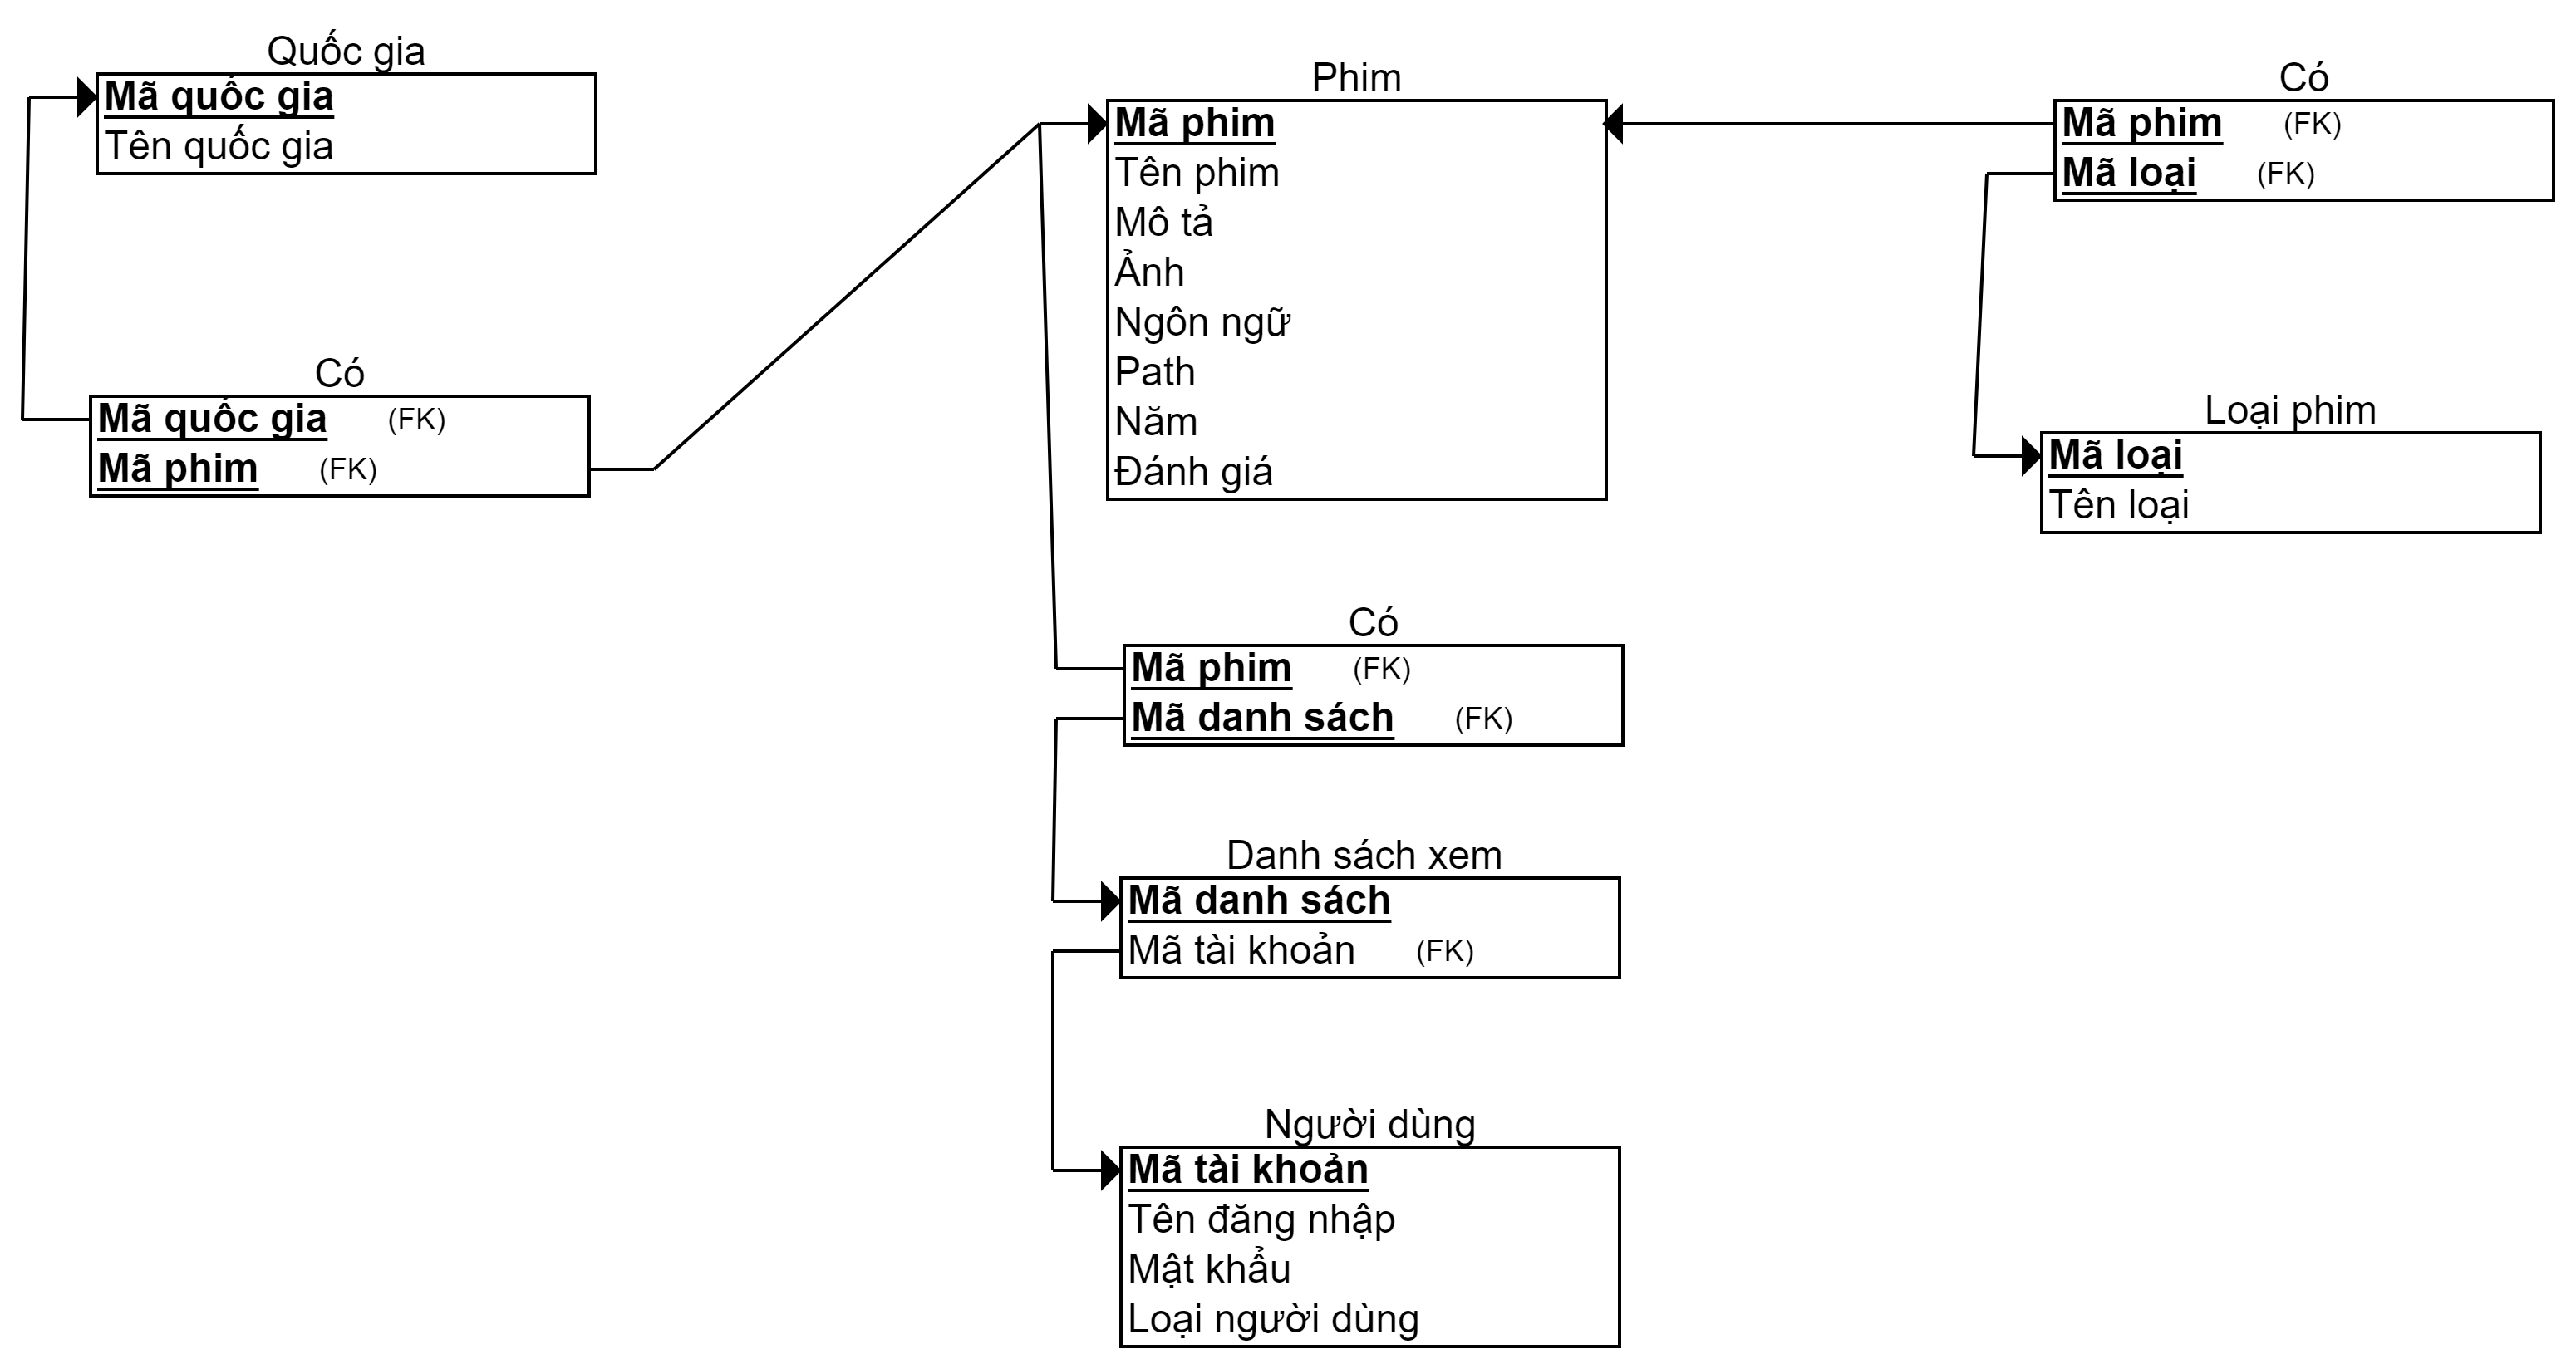 Quốc gia
Mã quốc gia
Tên quốc gia
Có
Mã quốc gia (FK)
Mã phim (FK)
Phim
Mã phim
Tên phim
Mô tả
Ảnh
Ngôn ngữ
Path
Năm
Đánh giá
Có
Mã phim (FK)
Mã loại (FK)
Loại phim
Mã loại
Tên loại
Có
Mã phim (FK)
Mã danh sách (FK)
Danh sách xem
Mã danh sách
Mã tài khoản (FK)
Người dùng
Mã tài khoản
Tên đăng nhập
Mật khẩu
Loại người dùng